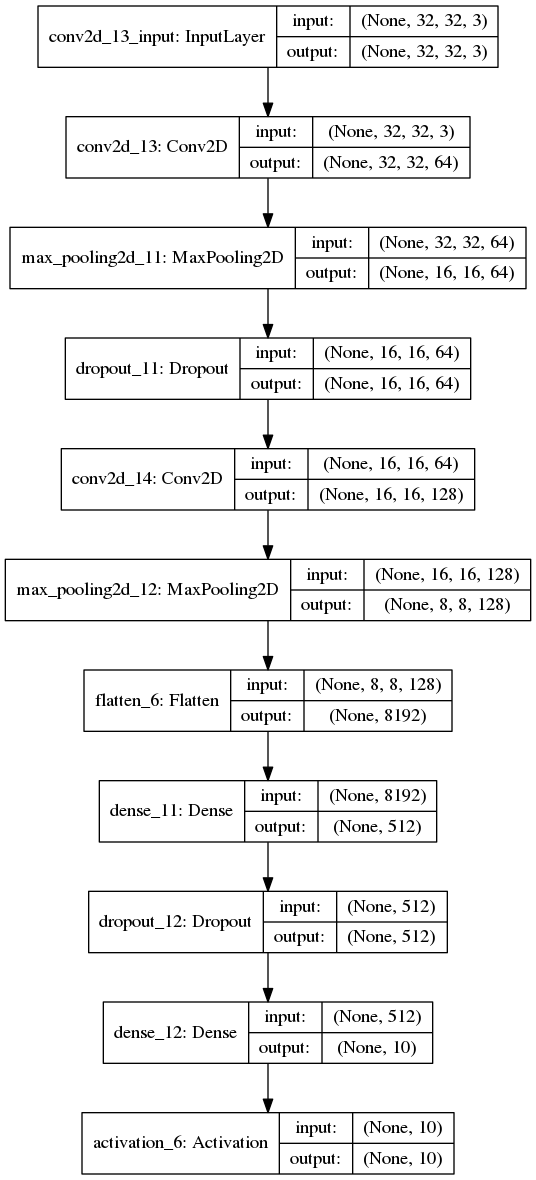 conv2d_13_input: InputLayer
input: (None, 32, 32, 3)
output: (None, 32, 32, 3)
conv2d_13: Conv2D
input: (None, 32, 32, 3)
output: (None, 32, 32, 64)
max_pooling2d_11: MaxPooling2D
input: (None, 32, 32, 64)
output: (None, 16, 16, 64)
dropout_11: Dropout
input: (None, 16, 16, 64)
output: (None, 16, 16, 64)
conv2d_14: Conv2D
input: (None, 16, 16, 64)
output: (None, 16, 16, 128)
max_pooling2d_12: MaxPooling2D
input: (None, 16, 16, 128)
output: (None, 8, 8, 128)
flatten_6: Flatten
input: (None, 8, 8, 128)
output: (None, 8192)
dense_11: Dense
input: (None, 8192)
output: (None, 512)
dropout_12: Dropout
input: (None, 512)
output: (None, 512)
dense_12: Dense
input: (None, 512)
output: (None, 10)
activation_6: Activation
input: (None, 10)
output: (None, 10)